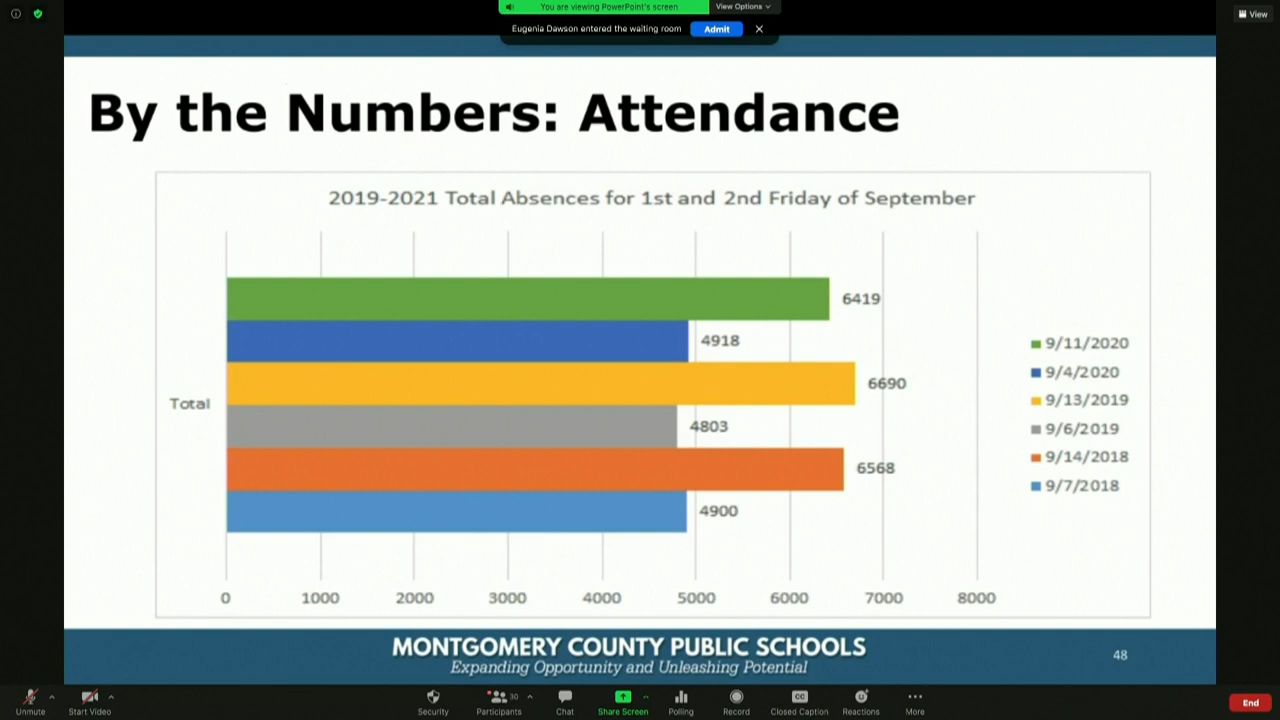 You are viewing PowerPoint's screen
View Options
View
Eugenia Dawson entered the waiting room
Admit
By the Numbers: Attendance
2019-2021 Total Absences for 1st and 2nd Friday of September
6419
4918
6690
4803
6568
4900
Total
9/11/2020
9/4/2020
9/13/2019
9/6/2019
9/14/2018
9/7/2018
0 1000 2000 3000 4000 5000 6000 7000 8000
MONTGOMERY COUNTY PUBLIC SCHOOLS
Expanding Opportunity and Unleashing Potential
48
Unmute
Start Video
Security
Participants
30
Chat
Share Screen
Polling
Record
CC
Closed Caption
Reactions
More
End